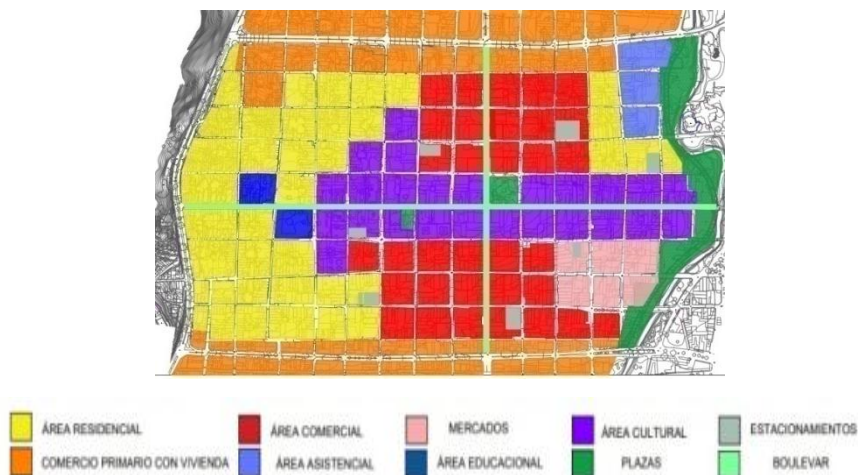 ÁREA RESIDENCIAL ÁREA COMERCIAL MERCADOS ÁREA CULTURAL ESTACIONAMIENTOS
COMERCIO PRIMARIO CON VIVIENDA ÁREA ASISTENCIAL ÁREA EDUCACIONAL PLAZAS BOULEVAR